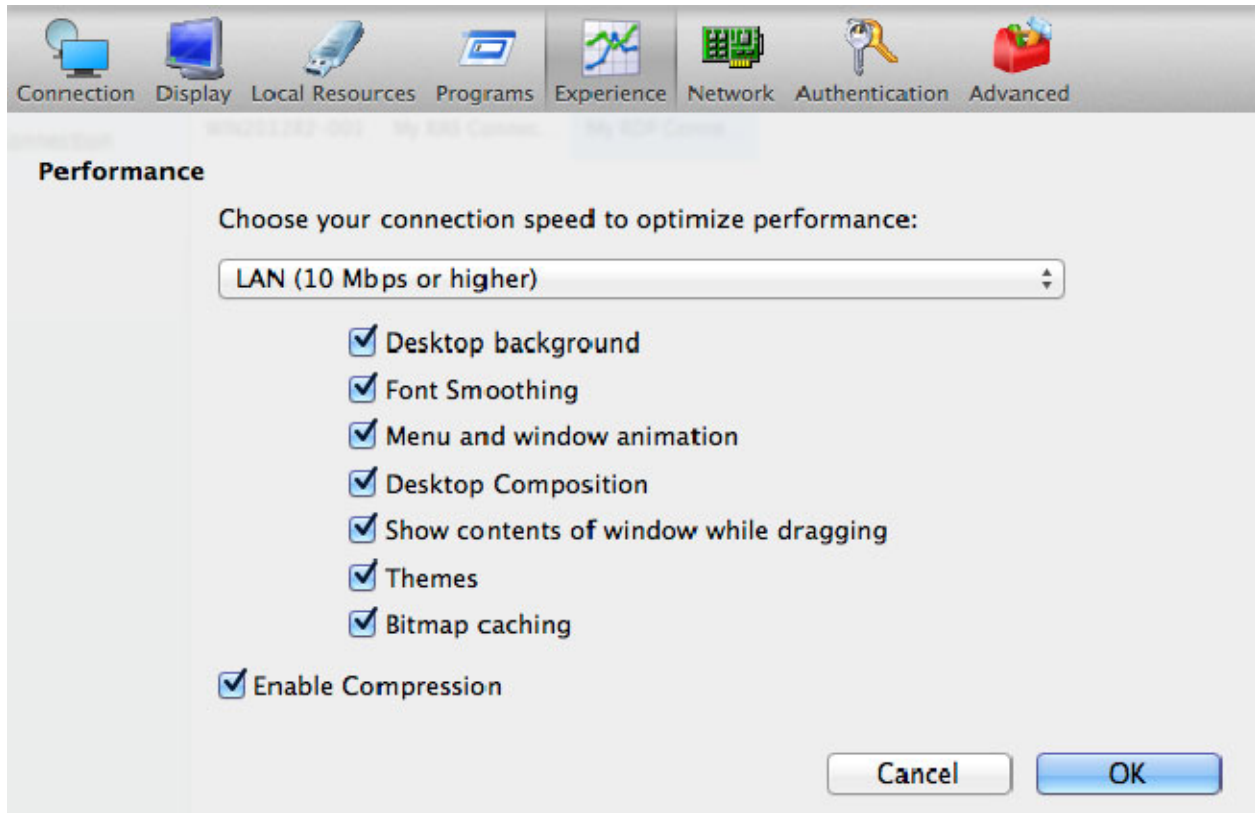 Connection Display Local Resources Programs Experience Network Authentication Advanced
Performance
Choose your connection speed to optimize performance:
LAN (10 Mbps or higher)
Desktop background
Font Smoothing
Menu and window animation
Desktop Composition
Show contents of window while dragging
Themes
Bitmap caching
Enable Compression
Cancel OK